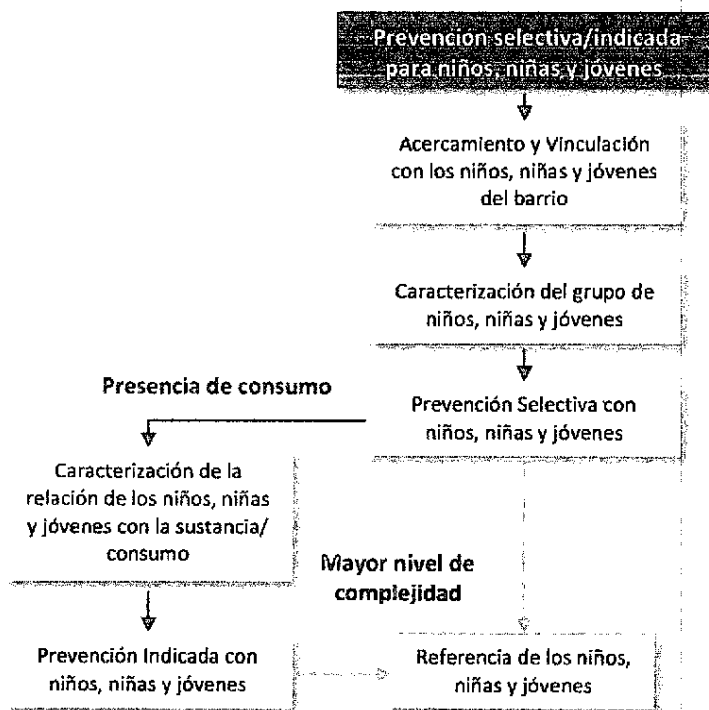 Prevención selectiva/indicada
para niños, niñas y jóvenes
Acercamiento y Vinculación
con los niños, niñas y jóvenes
del barrio
Caracterización del grupo de
niños, niñas y jóvenes
Presencia de consumo
Prevención Selectiva con
niños, niñas y jóvenes
Caracterización de la
relación de los niños, niñas
y jóvenes con la sustancia/
consumo
Mayor nivel de
complejidad
Prevención Indicada con
niños, niñas y jóvenes
Referencia de los niños,
niñas y jóvenes